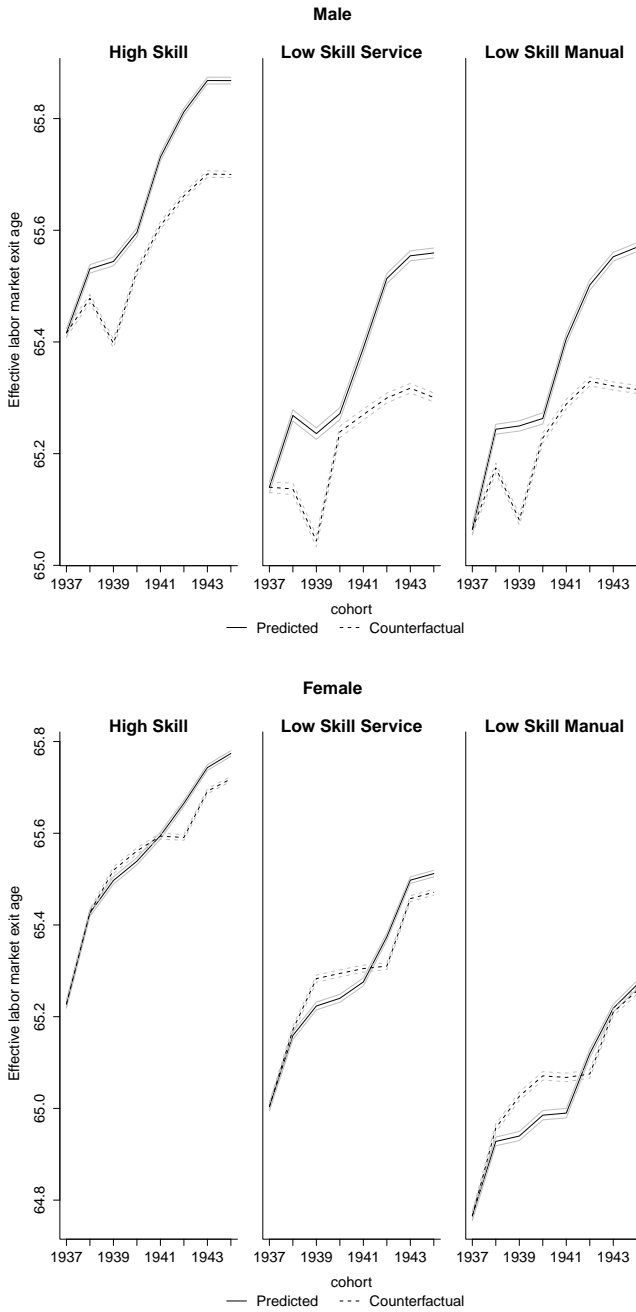 Male
High Skill Low Skill Service Low Skill Manual
Effective labor market exit age
65.8
65.6
65.4
65.2
65.0
1937 1939 1941 1943 1937 1939 1941 1943 1937 1939 1941 1943
cohort
Predicted Counterfactual
Female
High Skill Low Skill Service Low Skill Manual
Effective labor market exit age
65.8
65.6
65.4
65.2
65.0
64.8
1937 1939 1941 1943 1937 1939 1941 1943 1937 1939 1941 1943
cohort
Predicted Counterfactual